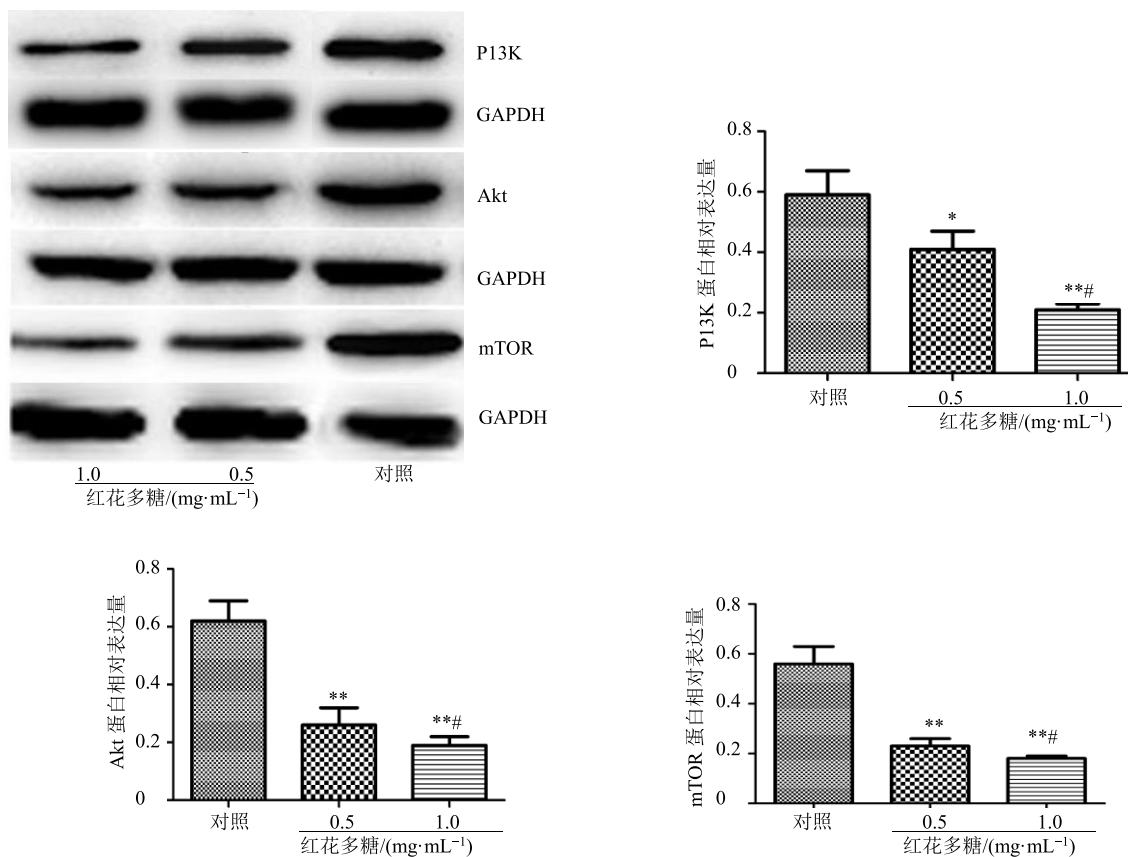 P13K
GAPDH
Akt
GAPDH
mTOR
GAPDH
1.0 0.5 对照
红花多糖/(mg·mL⁻¹)
P13K 蛋白相对表达量
0.8
0.6
0.4
0.2
0
*
**#
对照 0.5 1.0
红花多糖/(mg·mL⁻¹)
Akt 蛋白相对表达量
0.8
0.6
0.4
0.2
0
**
**#
对照 0.5 1.0
红花多糖/(mg·mL⁻¹)
mTOR 蛋白相对表达量
0.8
0.6
0.4
0.2
0
**
**#
对照 0.5 1.0
红花多糖/(mg·mL⁻¹)